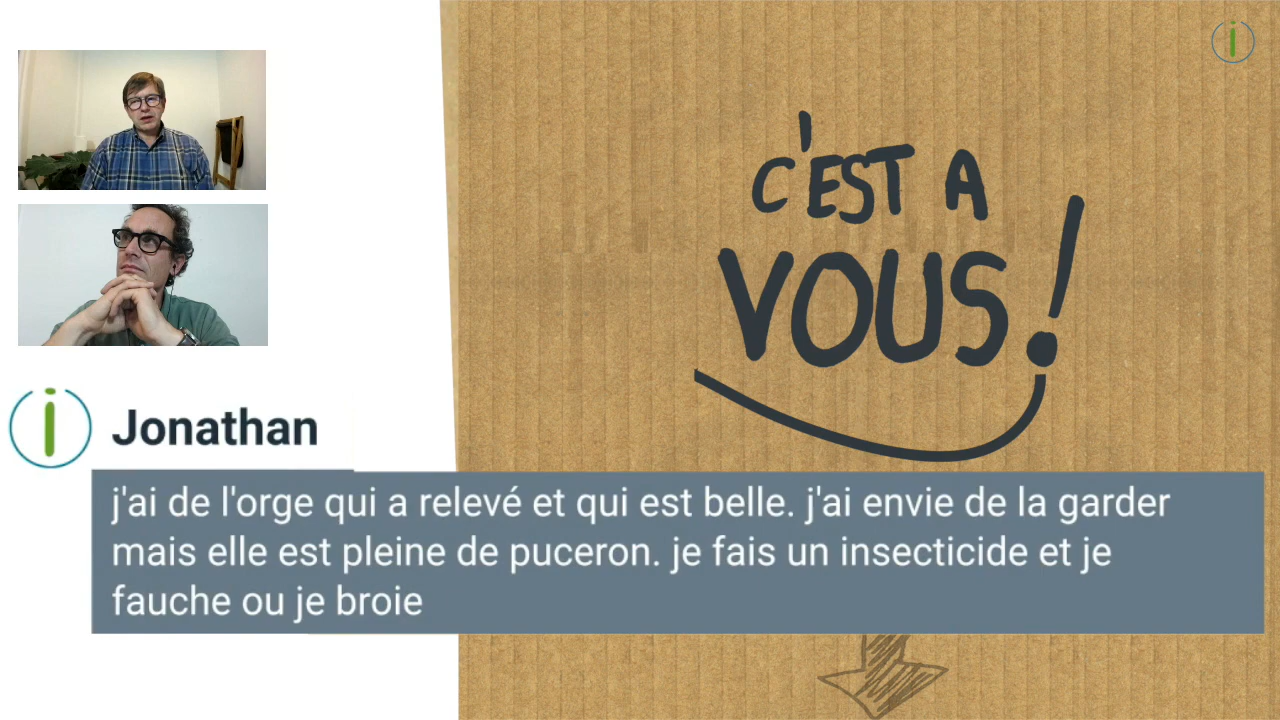 C'EST A
VOUS!
Jonathan
j'ai de l'orge qui a relevé et qui est belle. j'ai envie de la garder
mais elle est pleine de puceron. je fais un insecticide et je
fauche ou je broie